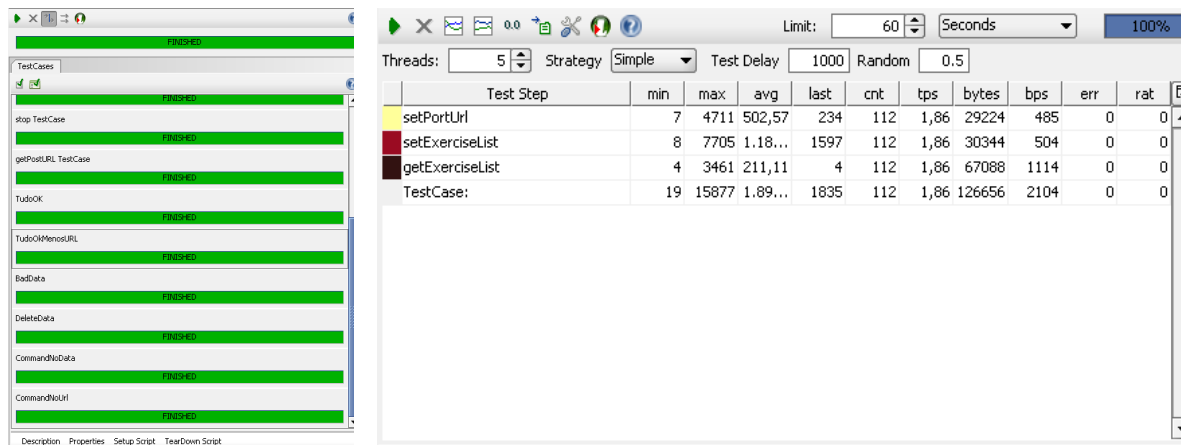 FINISHED
TestCases
FINISHED
stop TestCase
FINISHED
getPostURL TestCase
FINISHED
TudoOK
FINISHED
TudoOkMenosURL
FINISHED
BadData
FINISHED
DeleteData
FINISHED
CommandNoData
FINISHED
CommandNoUrl
FINISHED
Description Properties Setup Script TearDown Script
0.0 Limit: 60 Seconds 100%
Threads: 5 Strategy Simple Test Delay 1000 Random 0.5
Test Step min max avg last cnt tps bytes bps err rat
setPortUrl 7 4711 502,57 234 112 1,86 29224 485 0 0
setExerciseList 8 7705 1.18... 1597 112 1,86 30344 504 0 0
getExerciseList 4 3461 211,11 4 112 1,86 67088 1114 0 0
TestCase: 19 15877 1.89... 1835 112 1,86 126656 2104 0 0